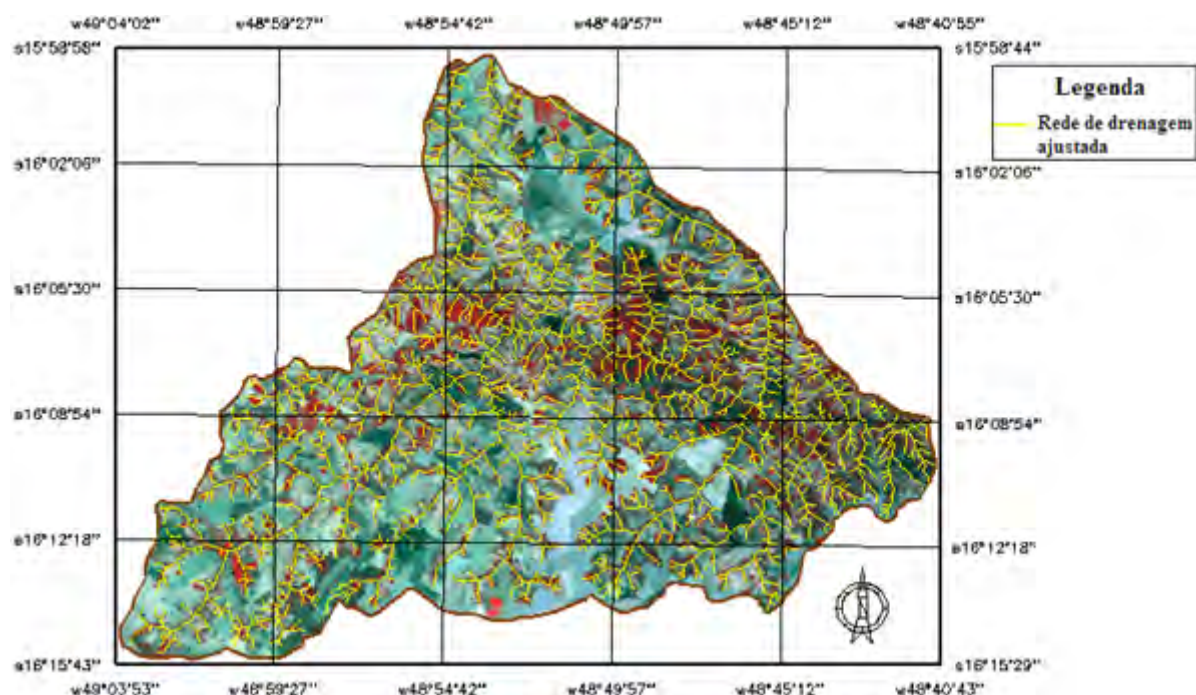 w49°04'02" w48°59'27" w48°54'42" w48°49'57" w48°45'12" w48°40'55"
s15°58'58" s15°58'44"
Legenda
Rede de drenagem
ajustada
s16°02'06" s16°02'06"
s16°05'30" s16°05'30"
s16°08'54" s16°08'54"
s16°12'18" s16°12'18"
s16°15'43" s16°15'29"
w49°03'53" w48°59'27" w48°54'42" w48°49'57" w48°45'12" w48°40'43"